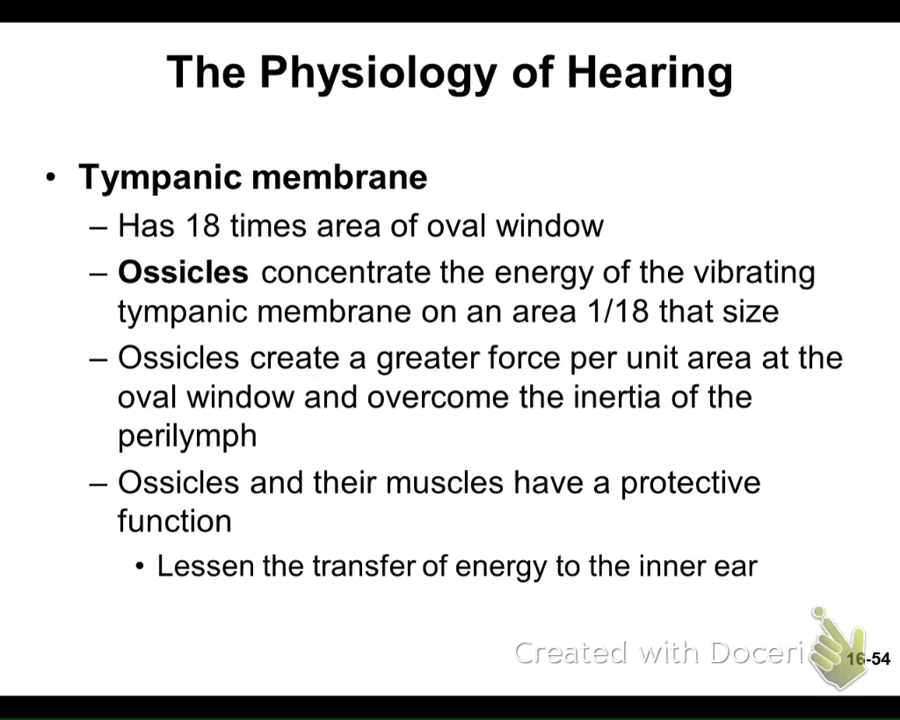 The Physiology of Hearing
• Tympanic membrane
– Has 18 times area of oval window
– Ossicles concentrate the energy of the vibrating
tympanic membrane on an area 1/18 that size
– Ossicles create a greater force per unit area at the
oval window and overcome the inertia of the
perilymph
– Ossicles and their muscles have a protective
function
• Lessen the transfer of energy to the inner ear
Created with Doceri
16-54